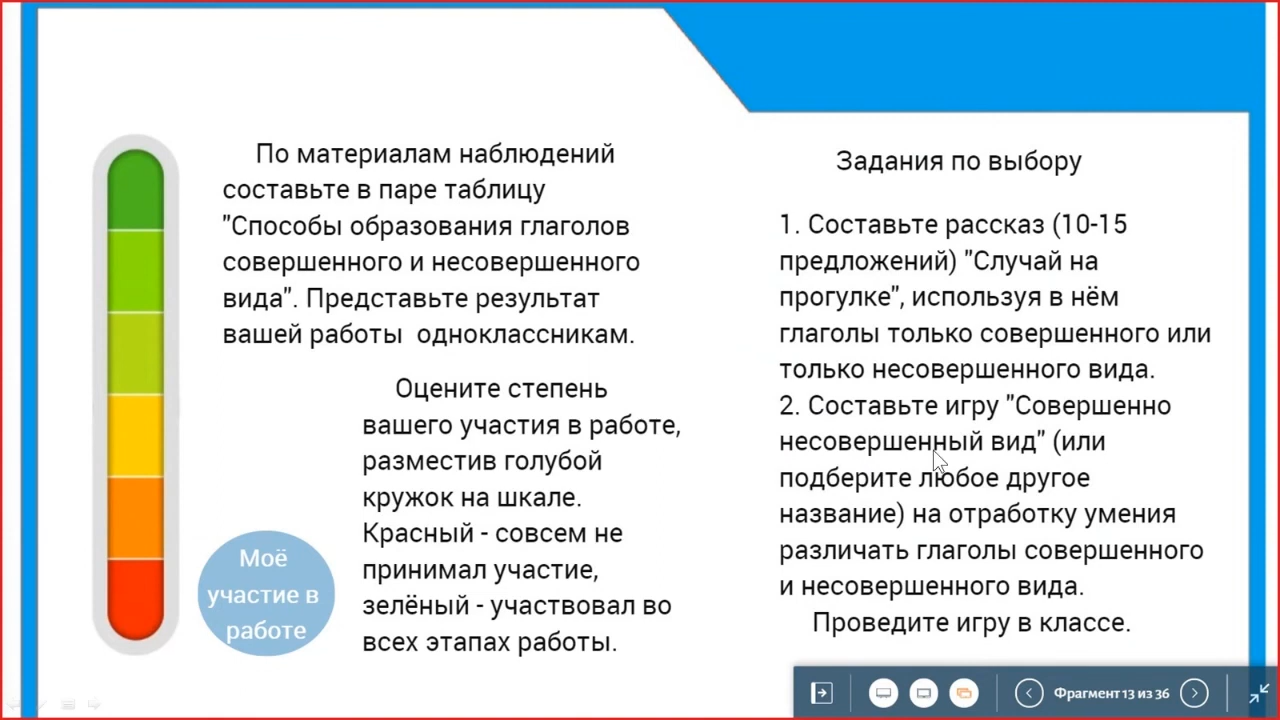 По материалам наблюдений
составьте в паре таблицу
"Способы образования глаголов
совершенного и несовершенного
вида". Представьте результат
вашей работы одноклассникам.
Оцените степень
вашего участия в работе,
разместив голубой
кружок на шкале.
Красный - совсем не
принимал участие,
зелёный - участвовал во
всех этапах работы.
Моё
участие в
работе
Задания по выбору
1. Составьте рассказ (10-15
предложений) "Случай на
прогулке", используя в нём
глаголы только совершенного или
только несовершенного вида.
2. Составьте игру "Совершенно
несовершенный вид" (или
подберите любое другое
название) на отработку умения
различать глаголы совершенного
и несовершенного вида.
Проведите игру в классе.
Фрагмент 13 из 36